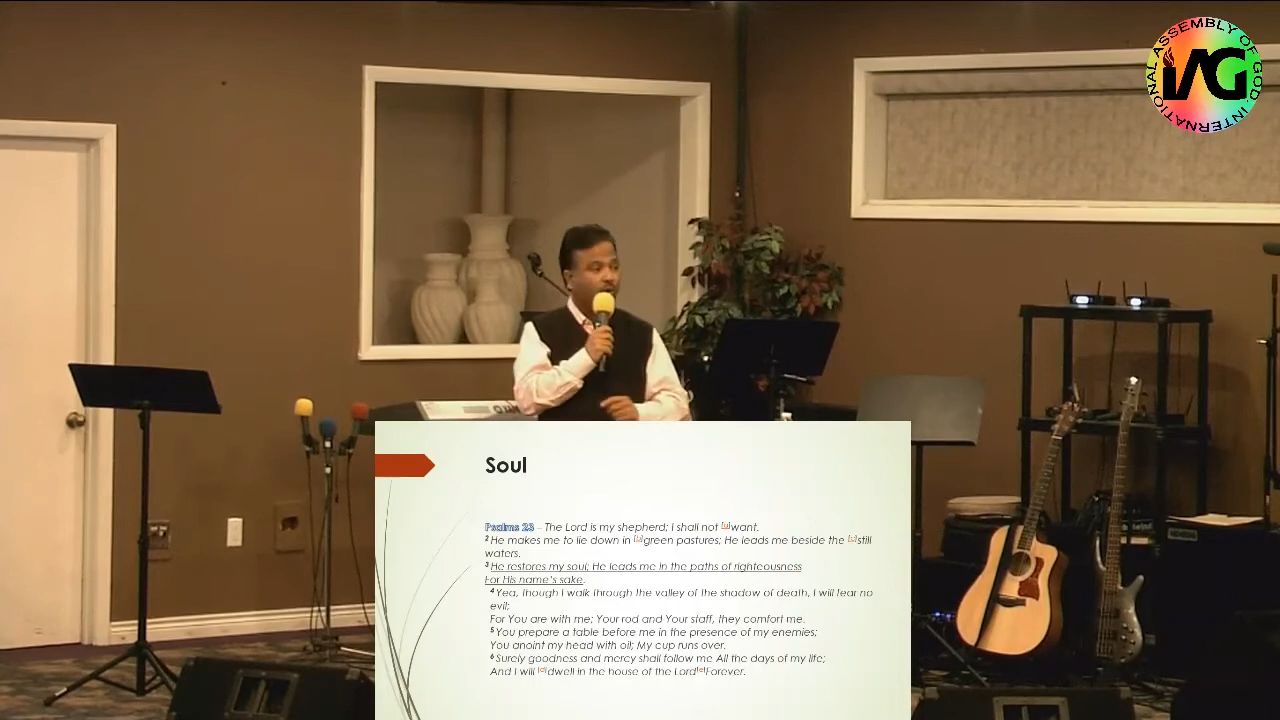 INTERNATIONAL ASSEMBLY OF GOD
iAG
Soul
Psalms 23 – The Lord is my shepherd; I shall not [a]want.
2 He makes me to lie down in [b]green pastures; He leads me beside the [c]still
waters.
3 He restores my soul; He leads me in the paths of righteousness
For His name's sake.
4 Yea, though I walk through the valley of the shadow of death, I will fear no
evil;
For You are with me; Your rod and Your staff, they comfort me.
5 You prepare a table before me in the presence of my enemies;
You anoint my head with oil; My cup runs over.
6 Surely goodness and mercy shall follow me All the days of my life;
And I will [d]dwell in the house of the Lord[e]Forever.